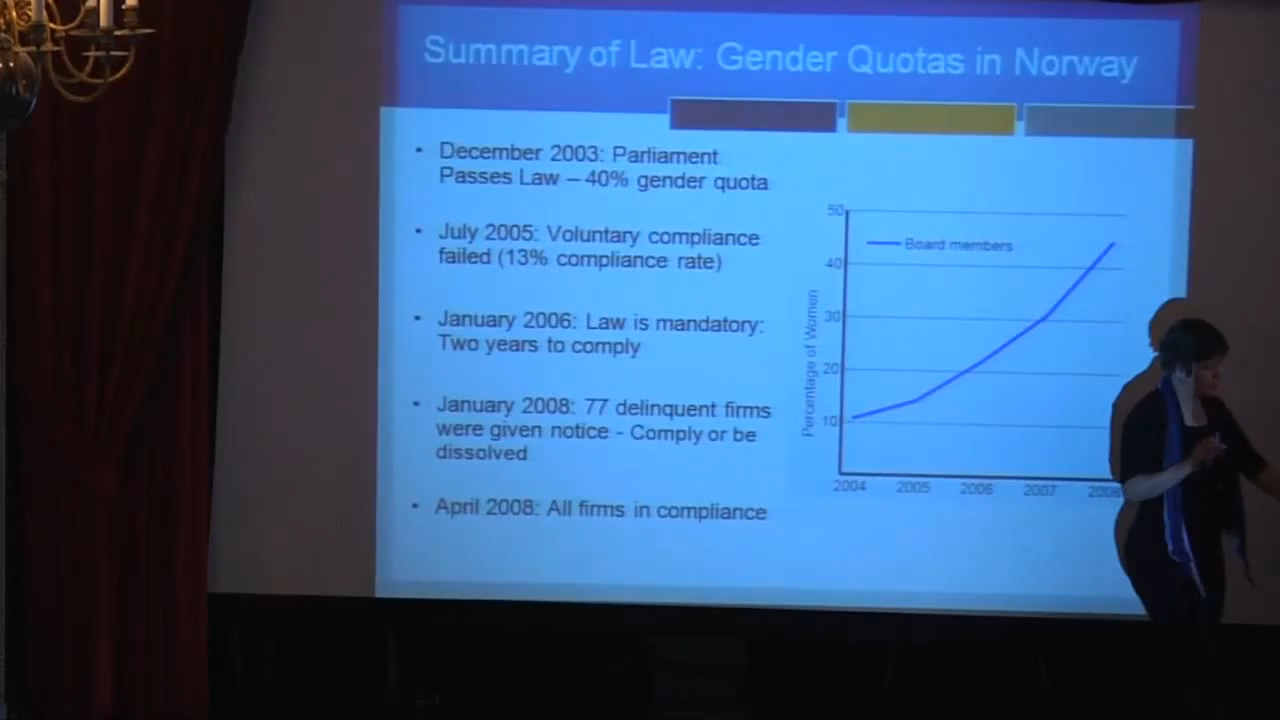 Summary of Law: Gender Quotas in Norway
• December 2003: Parliament
Passes Law – 40% gender quota
• July 2005: Voluntary compliance
failed (13% compliance rate)
• January 2006: Law is mandatory:
Two years to comply
• January 2008: 77 delinquent firms
were given notice - Comply or be
dissolved
• April 2008: All firms in compliance
50
Board members
40
30
20
10
Percentage of Women
2004 2005 2006 2007 2008